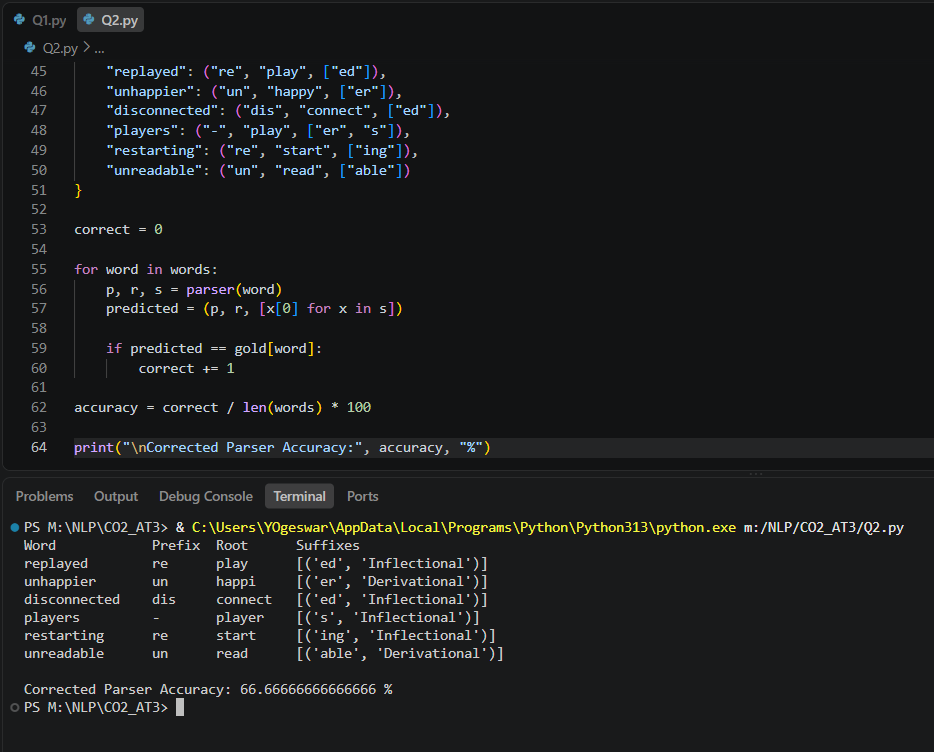 Q1.py Q2.py
Q2.py > ...
45 "replayed": ("re", "play", ["ed"]),
46 "unhappier": ("un", "happy", ["er"]),
47 "disconnected": ("dis", "connect", ["ed"]),
48 "players": ("-", "play", ["er", "s"]),
49 "restarting": ("re", "start", ["ing"]),
50 "unreadable": ("un", "read", ["able"])
51 }
52
53 correct = 0
54
55 for word in words:
56 p, r, s = parser(word)
57 predicted = (p, r, [x[0] for x in s])
58
59 if predicted == gold[word]:
60 correct += 1
61
62 accuracy = correct / len(words) * 100
63
64 print("\nCorrected Parser Accuracy:", accuracy, "%")
Problems Output Debug Console Terminal Ports
PS M:\NLP\CO2_AT3> & C:\Users\YOgeswar\AppData\Local\Programs\Python\Python313\python.exe m:/NLP/CO2_AT3/Q2.py
Word Prefix Root Suffixes
replayed re play [('ed', 'Inflectional')]
unhappier un happi [('er', 'Derivational')]
disconnected dis connect [('ed', 'Inflectional')]
players - player [('s', 'Inflectional')]
restarting re start [('ing', 'Inflectional')]
unreadable un read [('able', 'Derivational')]
Corrected Parser Accuracy: 66.66666666666666 %
PS M:\NLP\CO2_AT3>